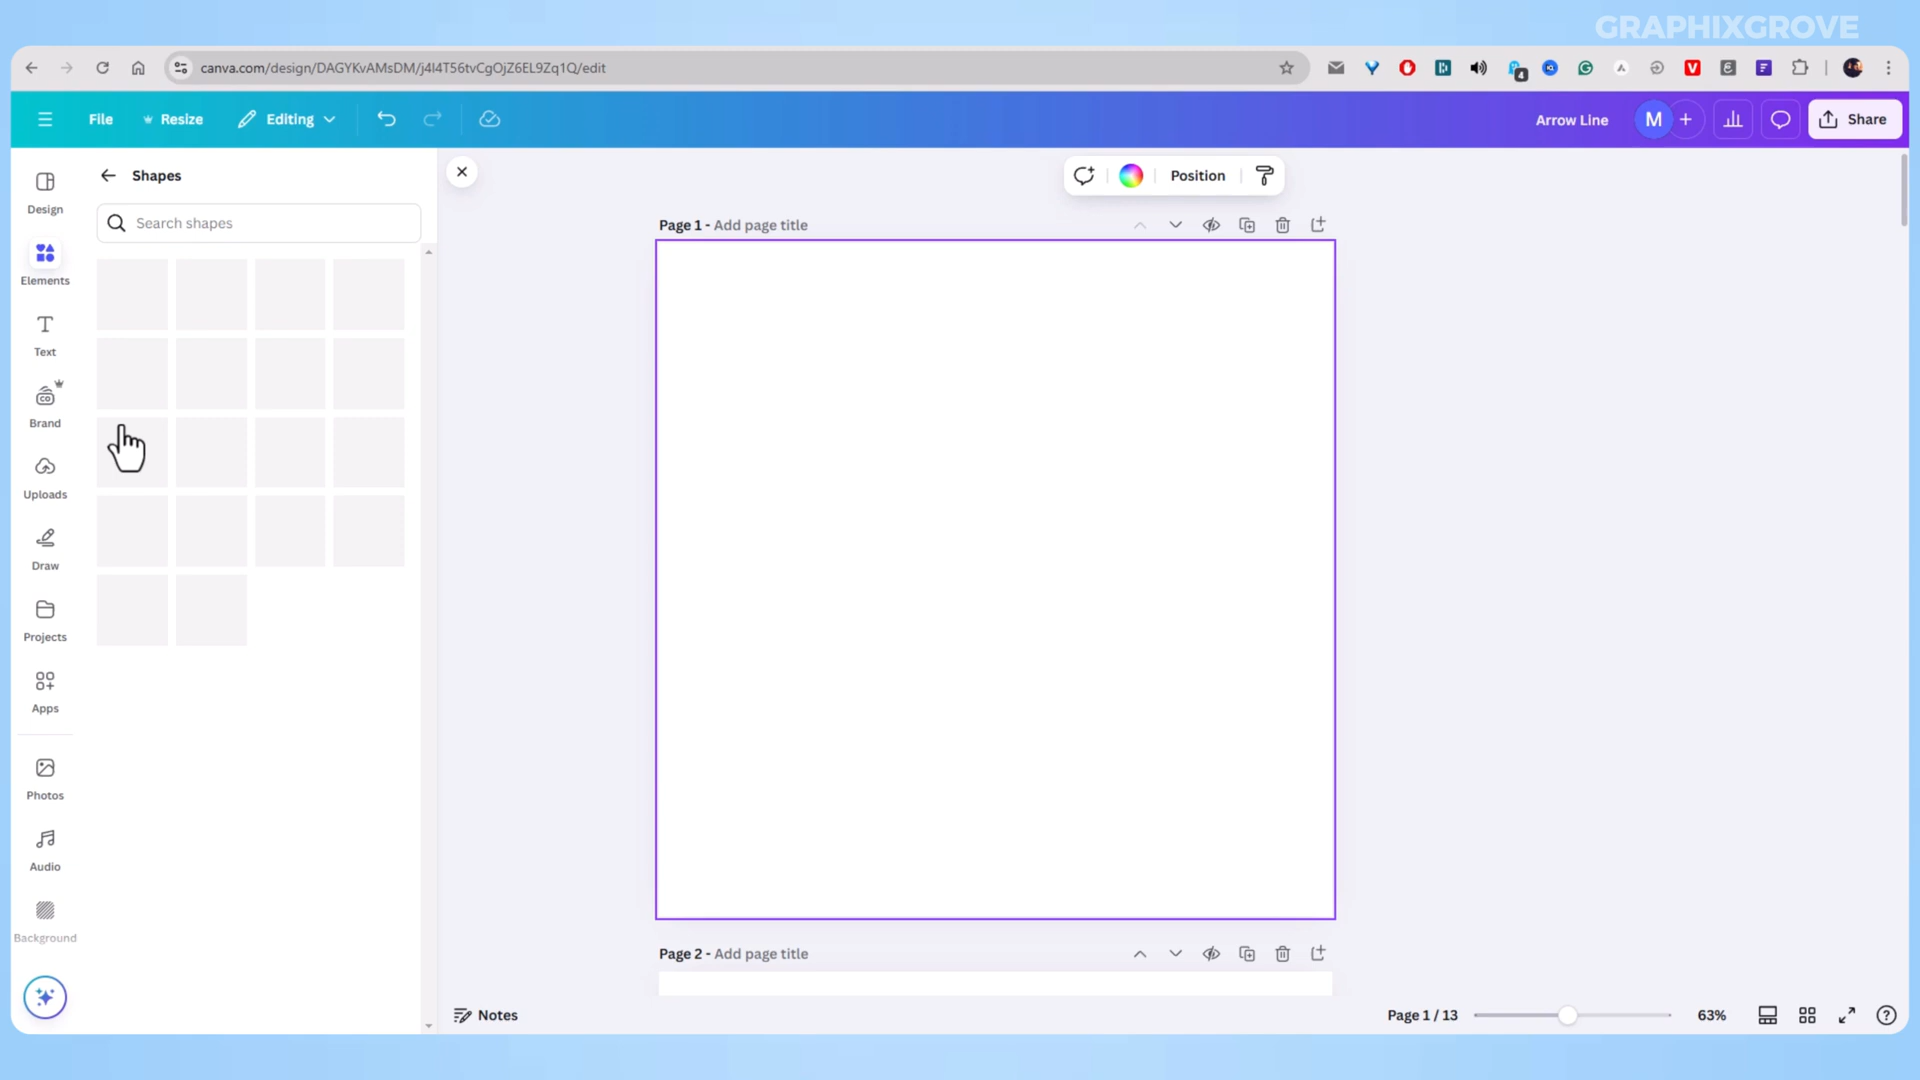 GRAPHIXGROVE
canva.com/design/DAGYKvAMsDM/j4l4T56tvCgOjZ6EL9Zq1Q/edit
4
File
Resize
Editing
Arrow Line
M
Share
Design
Elements
Text
Brand
Uploads
Draw
Projects
Apps
Photos
Audio
Background
Shapes
Search shapes
Position
Page 1 - Add page title
Page 2 - Add page title
Notes
Page 1 / 13
63%